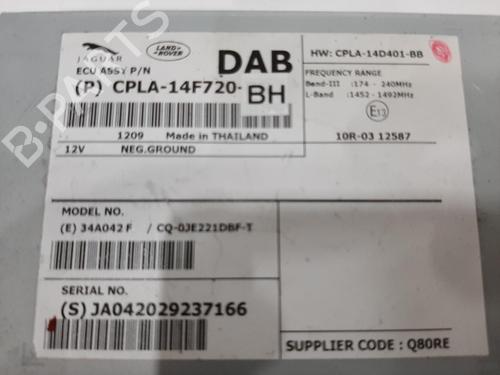 JAGUAR
LAND ROVER
DAB
HW: CPLA-14D401-BB
ECU ASSY P/N
(P) CPLA-14F720-
BH
FREQUENCY RANGE
Band-III :174 - 240MHz
L-Band :1452 - 1492MHz
E13
1209 Made in THAILAND
10R-03 12587
12V NEG.GROUND
MODEL NO.
(E) 34A042 F / CQ-0JE221DBF-T
SERIAL NO.
(S) JA042029237166
SUPPLIER CODE : Q80RE
B-PARTS